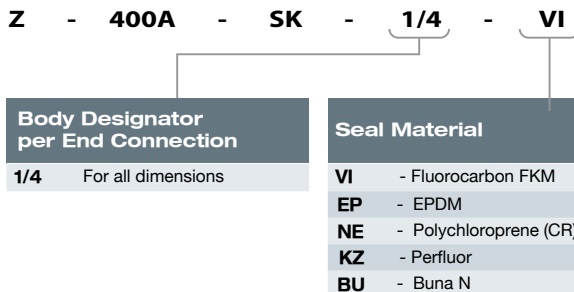 Z - 400A - SK - 1/4 - VI
Body Designator
per End Connection
1/4 For all dimensions
Seal Material
VI - Fluorocarbon FKM
EP - EPDM
NE - Polychloroprene (CR)
KZ - Perfluor
BU - Buna N